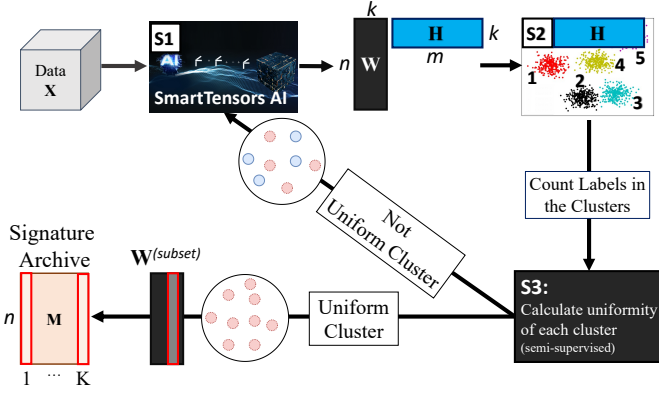 Data
X
S1
AI
SmartTensors AI
k
n
W
H
k
m
S2
H
1
2
3
4
5
Count Labels in
the Clusters
Not
Uniform Cluster
Signature
Archive
n
M
1 ... K
W(subset)
Uniform
Cluster
S3:
Calculate uniformity
of each cluster
(semi-supervised)